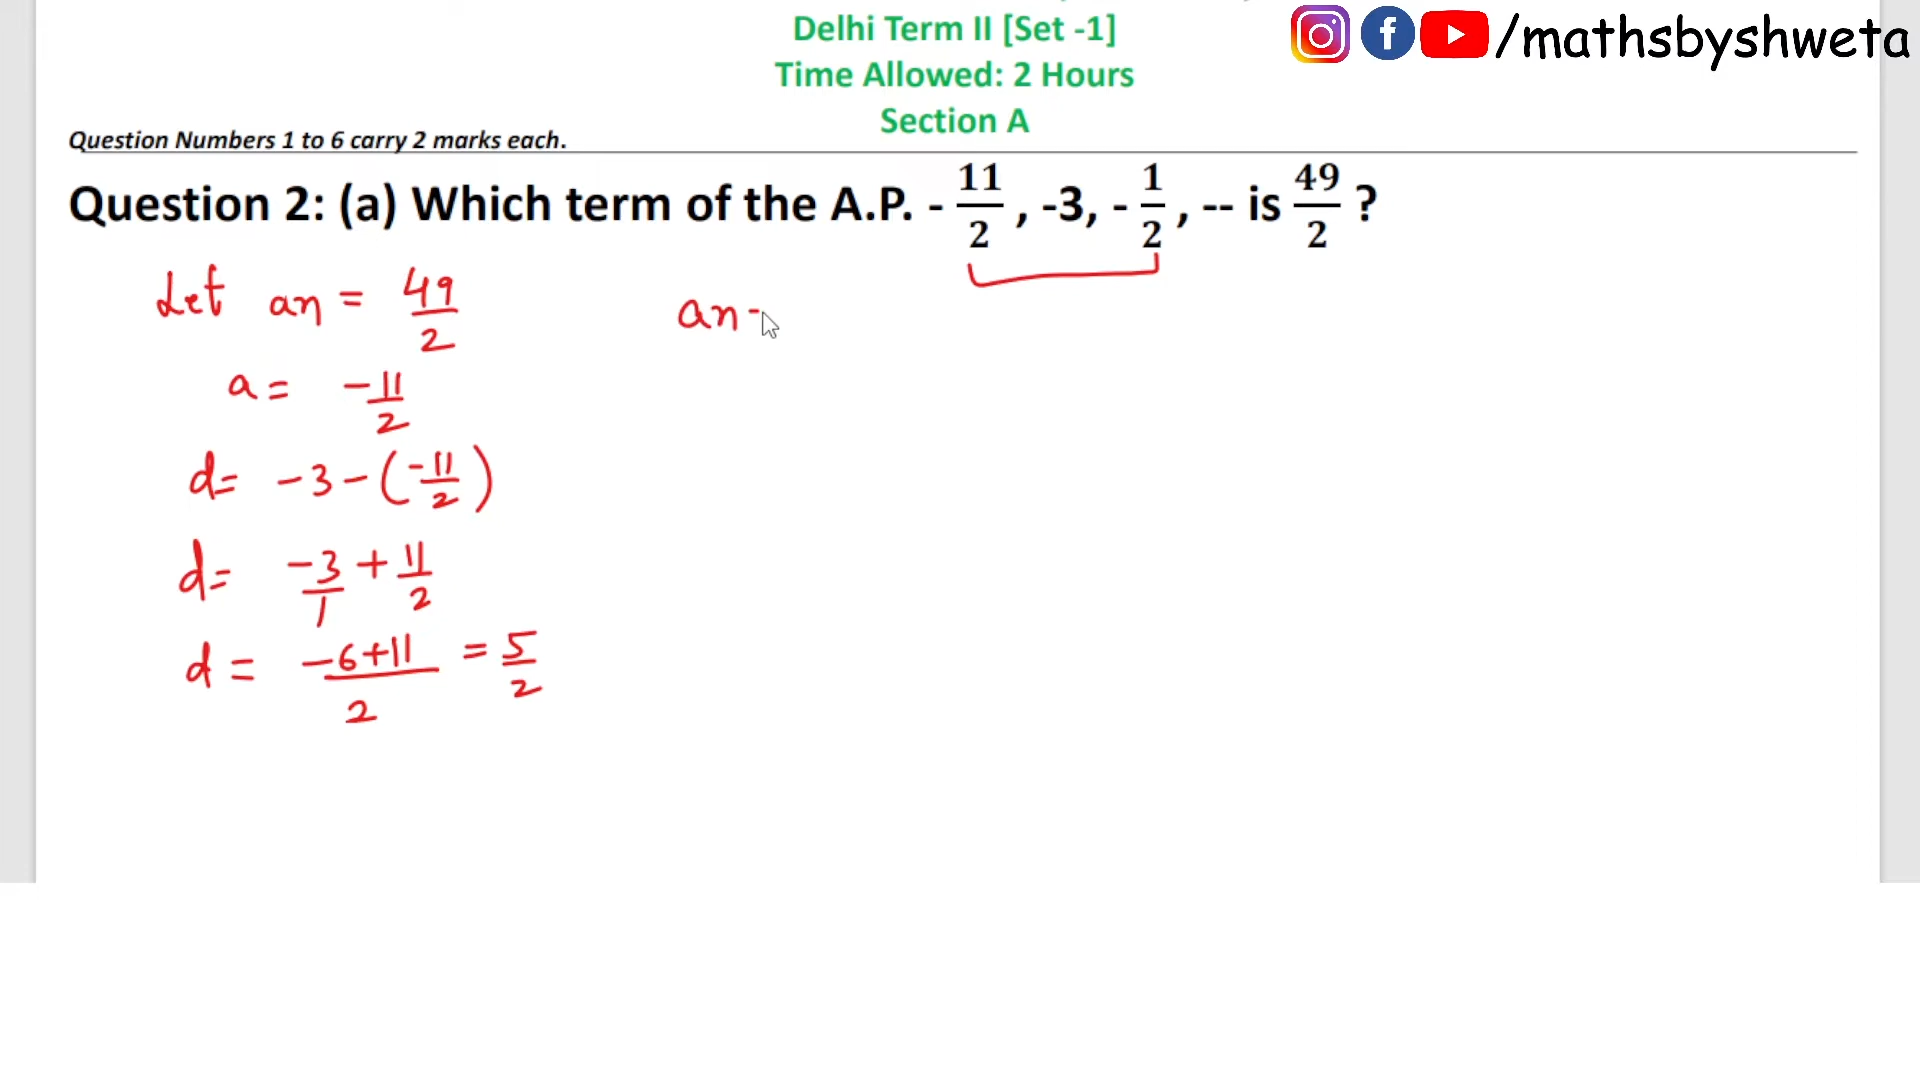 Delhi Term II [Set -1]
/mathsbyshweta
Time Allowed: 2 Hours
Section A
Question Numbers 1 to 6 carry 2 marks each.
Question 2: (a) Which term of the A.P. - 11/2 , -3, - 1/2 , -- is 49/2 ?
Let an = 49/2
an =
a = -11/2
d = -3 - (-11/2)
d = -3/1 + 11/2
d = -6+11/2 = 5/2